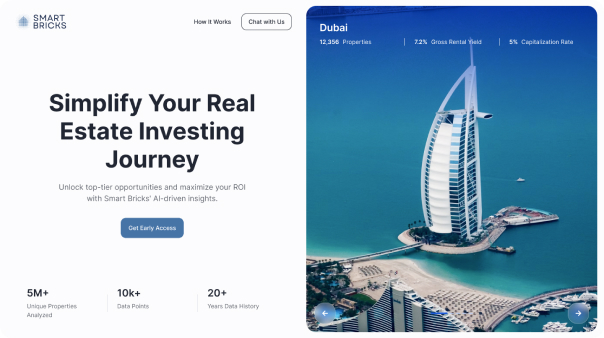 SMART
BRICKS
How It Works
Chat with Us
Simplify Your Real
Estate Investing
Journey
Unlock top-tier opportunities and maximize your ROI
with Smart Bricks' AI-driven insights.
Get Early Access
5M+
Unique Properties
Analyzed
10k+
Data Points
20+
Years Data History
Dubai
12,356 Properties
7.2% Gross Rental Yield
5% Capitalization Rate